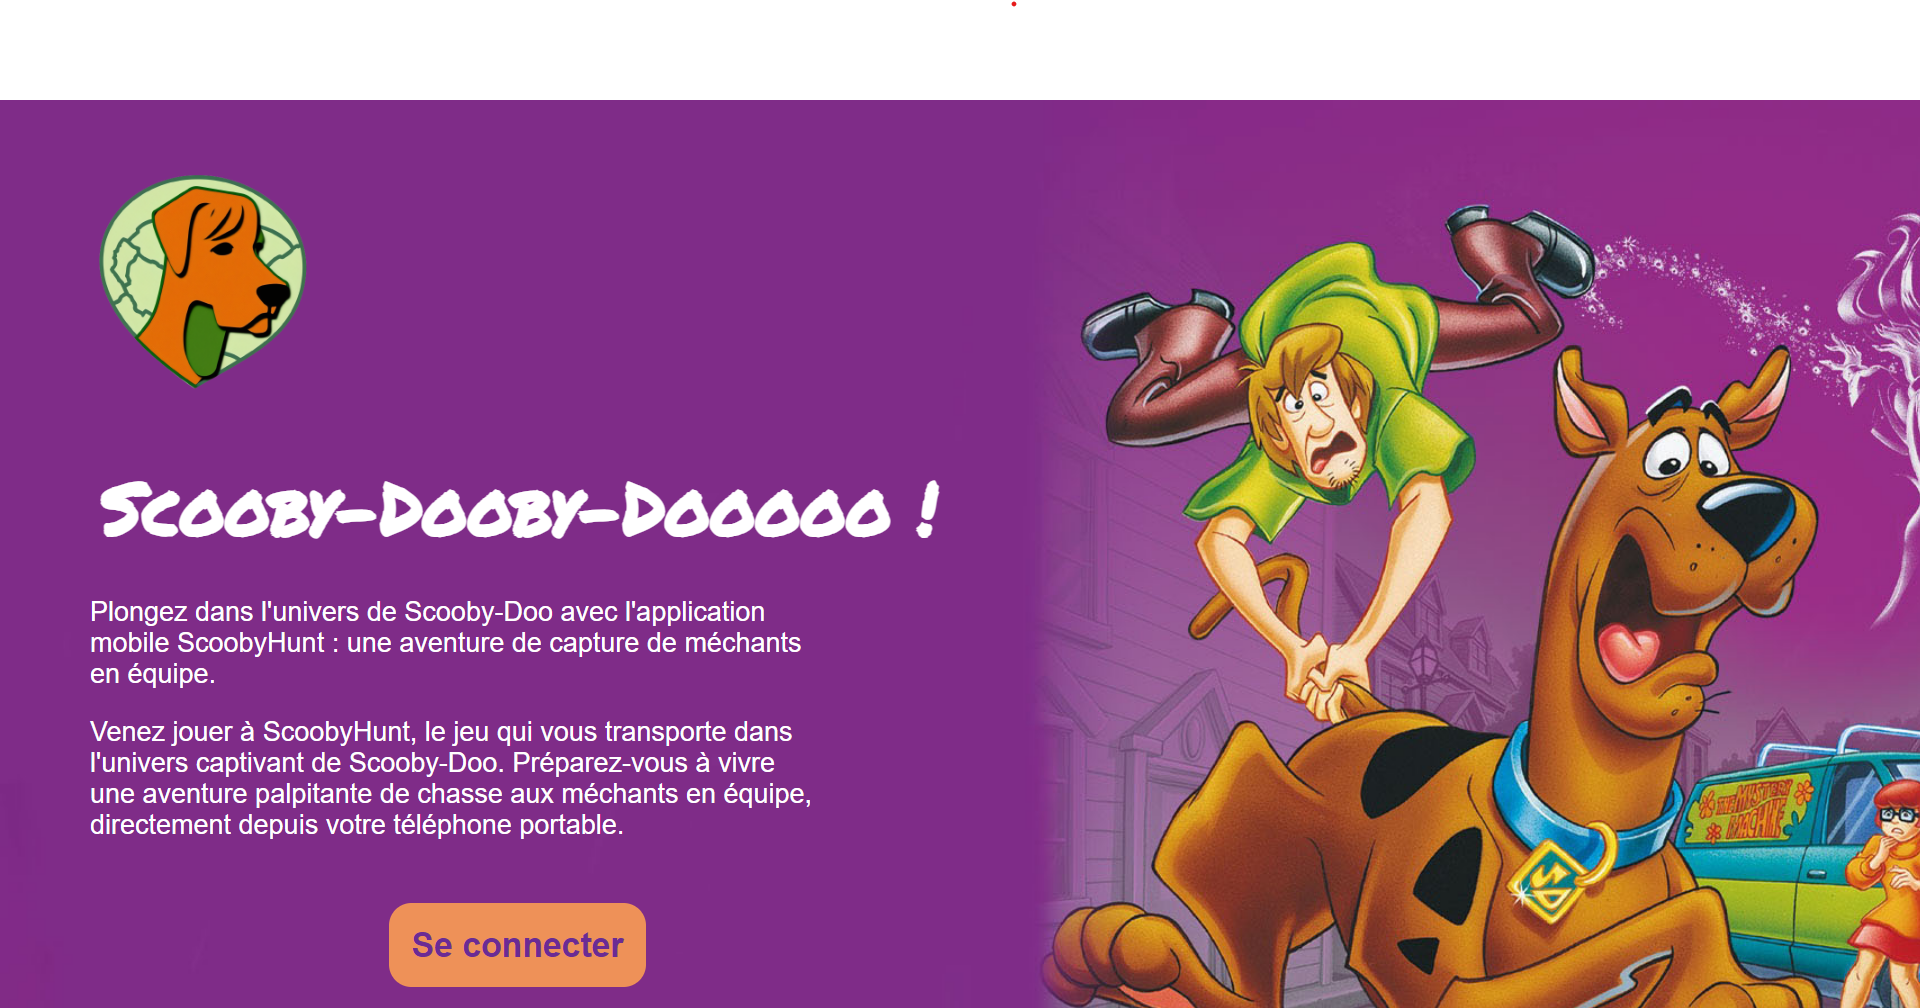 Scooby-Dooby-Dooooo !
Plongez dans l'univers de Scooby-Doo avec l'application
mobile ScoobyHunt : une aventure de capture de méchants
en équipe.
Venez jouer à ScoobyHunt, le jeu qui vous transporte dans
l'univers captivant de Scooby-Doo. Préparez-vous à vivre
une aventure palpitante de chasse aux méchants en équipe,
directement depuis votre téléphone portable.
Se connecter
THE MYSTERY
MACHINE
SD